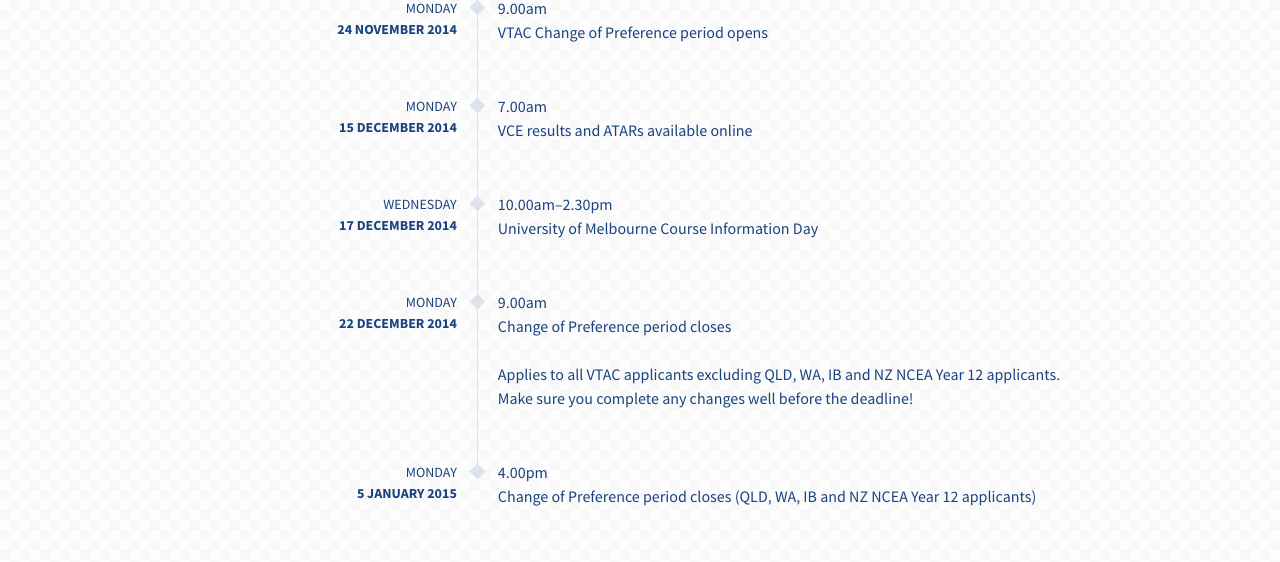 MONDAY
24 NOVEMBER 2014
9.00am
VTAC Change of Preference period opens
MONDAY
15 DECEMBER 2014
7.00am
VCE results and ATARs available online
WEDNESDAY
17 DECEMBER 2014
10.00am–2.30pm
University of Melbourne Course Information Day
MONDAY
22 DECEMBER 2014
9.00am
Change of Preference period closes
Applies to all VTAC applicants excluding QLD, WA, IB and NZ NCEA Year 12 applicants.
Make sure you complete any changes well before the deadline!
MONDAY
5 JANUARY 2015
4.00pm
Change of Preference period closes (QLD, WA, IB and NZ NCEA Year 12 applicants)